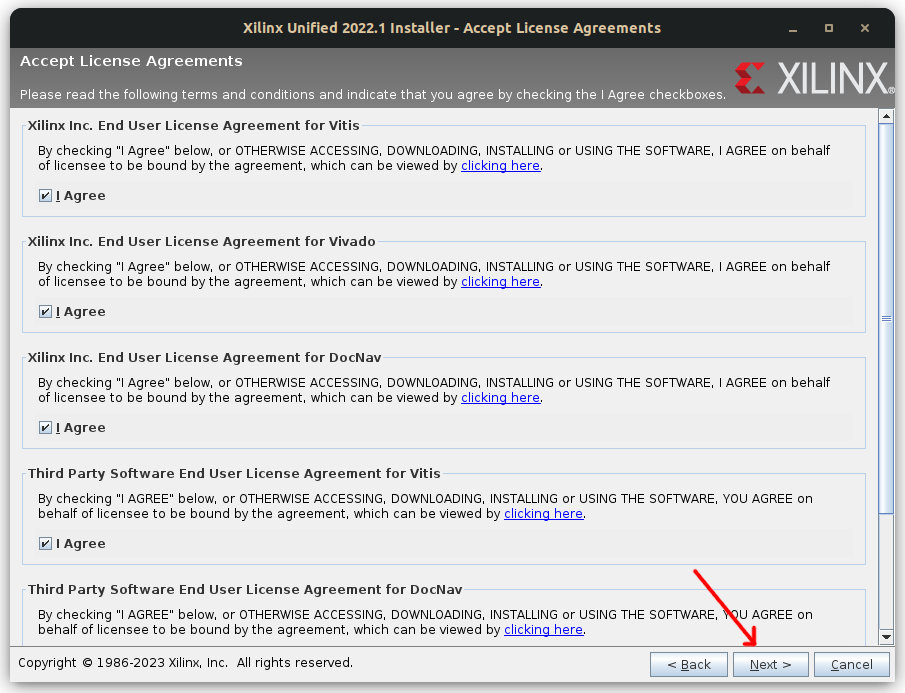 Xilinx Unified 2022.1 Installer - Accept License Agreements
Accept License Agreements
Please read the following terms and conditions and indicate that you agree by checking the I Agree checkboxes.
XILINX®
Xilinx Inc. End User License Agreement for Vitis
By checking "I Agree" below, or OTHERWISE ACCESSING, DOWNLOADING, INSTALLING or USING THE SOFTWARE, I AGREE on behalf
of licensee to be bound by the agreement, which can be viewed by clicking here.
I Agree
Xilinx Inc. End User License Agreement for Vivado
By checking "I Agree" below, or OTHERWISE ACCESSING, DOWNLOADING, INSTALLING or USING THE SOFTWARE, I AGREE on behalf
of licensee to be bound by the agreement, which can be viewed by clicking here.
I Agree
Xilinx Inc. End User License Agreement for DocNav
By checking "I Agree" below, or OTHERWISE ACCESSING, DOWNLOADING, INSTALLING or USING THE SOFTWARE, I AGREE on behalf
of licensee to be bound by the agreement, which can be viewed by clicking here.
I Agree
Third Party Software End User License Agreement for Vitis
By checking "I AGREE" below, or OTHERWISE ACCESSING, DOWNLOADING, INSTALLING or USING THE SOFTWARE, YOU AGREE on
behalf of licensee to be bound by the agreement, which can be viewed by clicking here.
I Agree
Third Party Software End User License Agreement for DocNav
By checking "I AGREE" below, or OTHERWISE ACCESSING, DOWNLOADING, INSTALLING or USING THE SOFTWARE, YOU AGREE on
behalf of licensee to be bound by the agreement, which can be viewed by clicking here.
Copyright © 1986-2023 Xilinx, Inc. All rights reserved.
< Back
Next >
Cancel